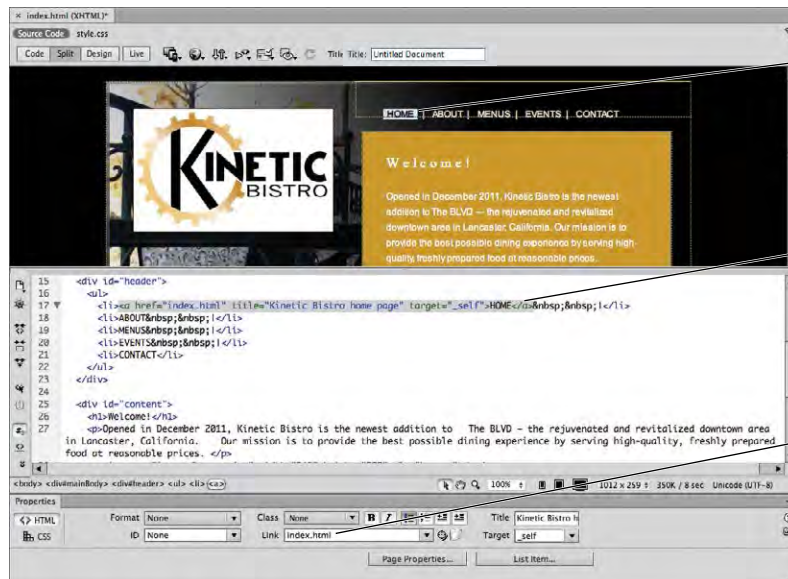 × index.html (XHTML)*
Source Code style.css
Code Split Design Live Title: Title: Untitled Document
HOME | ABOUT | MENUS | EVENTS | CONTACT
KINETIC
BISTRO
Welcome!
Opened in December 2011, Kinetic Bistro is the newest
addition to The BLVD — the rejuvenated and revitalized
downtown area in Lancaster, California. Our mission is to
provide the best possible dining experience by serving high-
quality, freshly prepared food at reasonable prices.
15 <div id="header">
16 <ul>
17 <li><a href="index.html" title="Kinetic Bistro home page" target="_self">HOME</a>&nbsp;&nbsp;|</li>
18 <li>ABOUT&nbsp;&nbsp;|</li>
19 <li>MENUS&nbsp;&nbsp;|</li>
20 <li>EVENTS&nbsp;&nbsp;|</li>
21 <li>CONTACT</li>
22 </ul>
23 </div>
24
25 <div id="content">
26 <h1>Welcome!</h1>
27 <p>Opened in December 2011, Kinetic Bistro is the newest addition to The BLVD – the rejuvenated and revitalized downtown area
in Lancaster, California. Our mission is to provide the best possible dining experience by serving high-quality, freshly prepared
food at reasonable prices. </p>
<body> <div#mainBody> <div#header> <ul> <li> <a> 100% 1012 x 259 350K / 8 sec Unicode (UTF-8)
Properties
<> HTML Format None Class None B I Title Kinetic Bistro h
CSS ID None Link index.html Target _self
Page Properties... List Item...